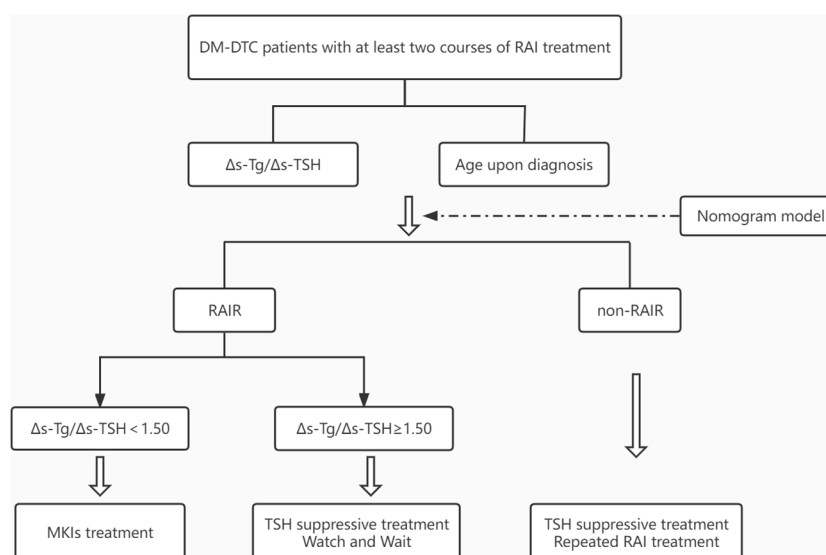 DM-DTC patients with at least two courses of RAI treatment
Δs-Tg/Δs-TSH
Age upon diagnosis
Nomogram model
RAIR
non-RAIR
Δs-Tg/Δs-TSH < 1.50
Δs-Tg/Δs-TSH≥1.50
MKIs treatment
TSH suppressive treatment
Watch and Wait
TSH suppressive treatment
Repeated RAI treatment